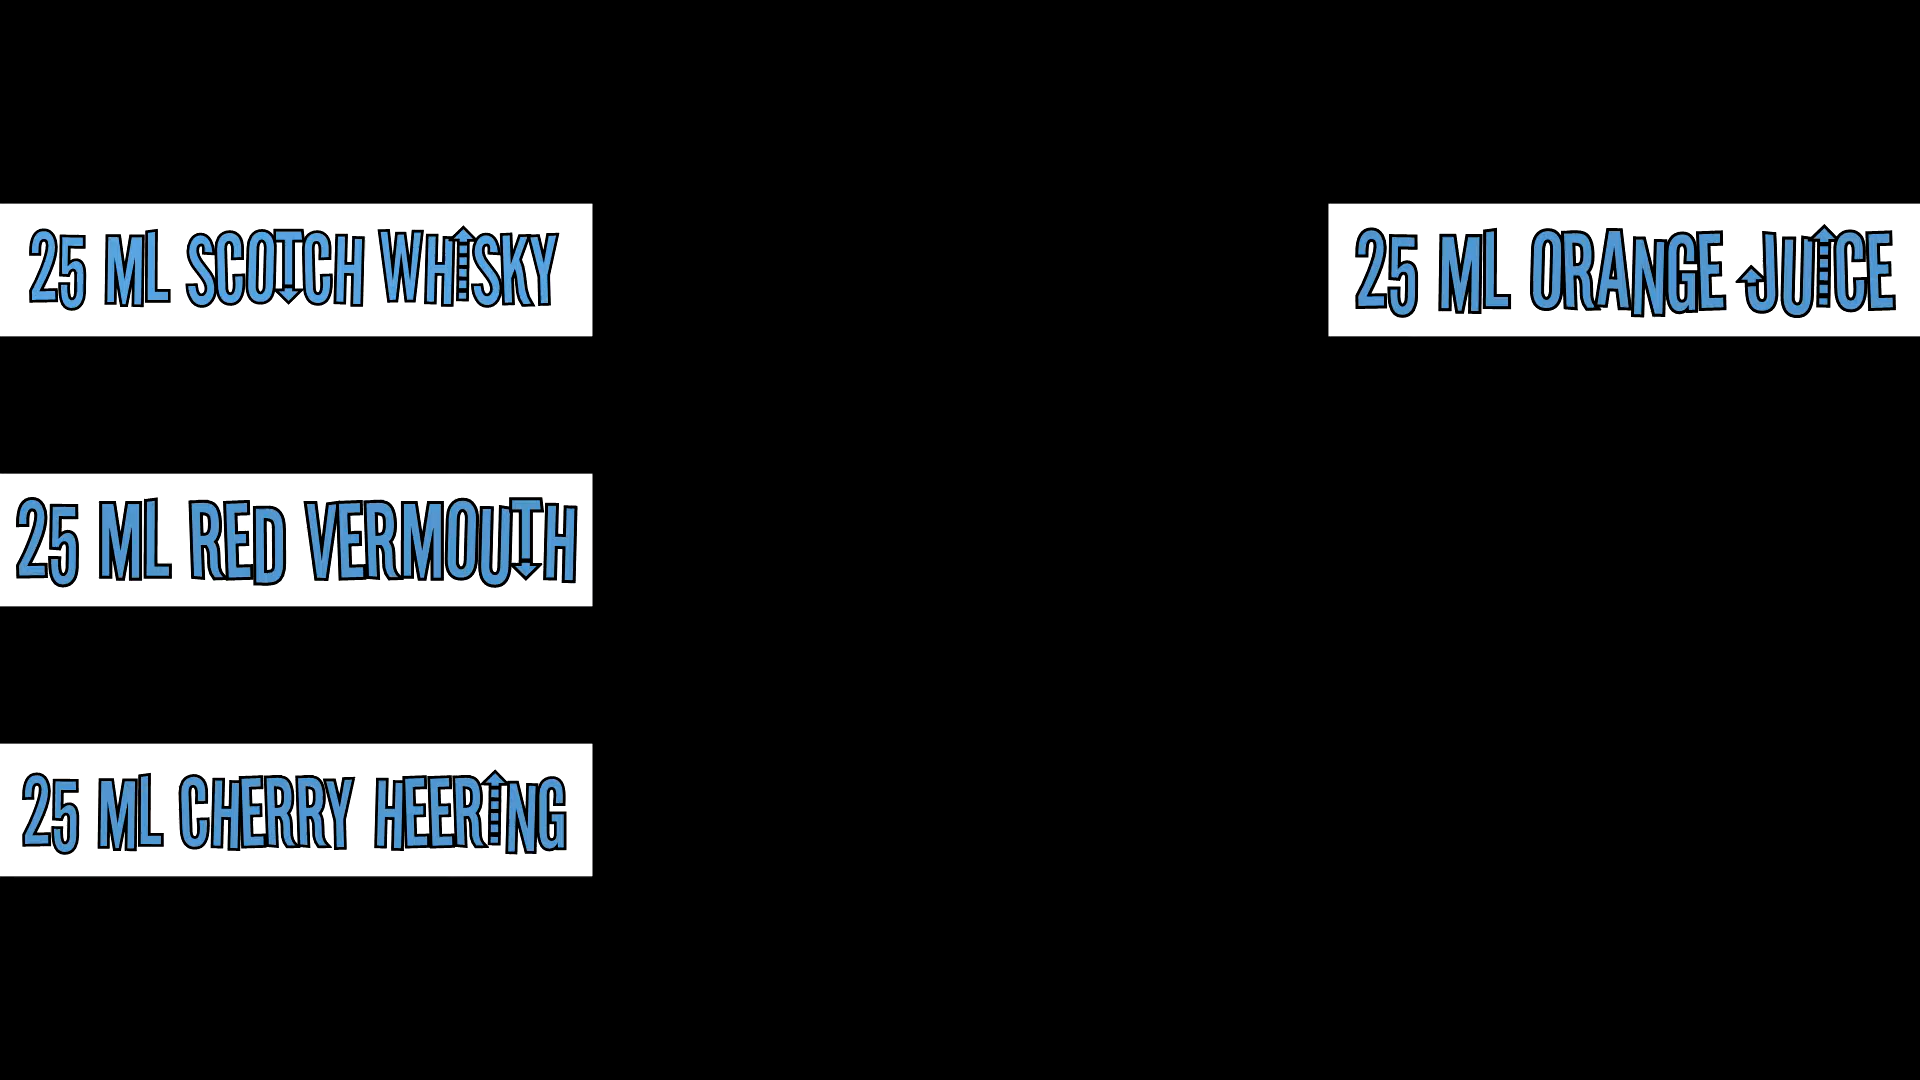 25 ML SCOTCH WHISKY
25 ML ORANGE JUICE
25 ML RED VERMOUTH
25 ML CHERRY HEERING